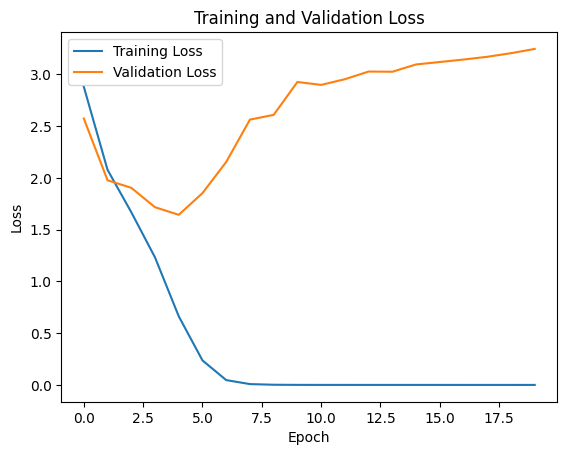 Training and Validation Loss
Training Loss
Validation Loss
3.0
2.5
2.0
1.5
1.0
0.5
0.0
Loss
0.0 2.5 5.0 7.5 10.0 12.5 15.0 17.5
Epoch